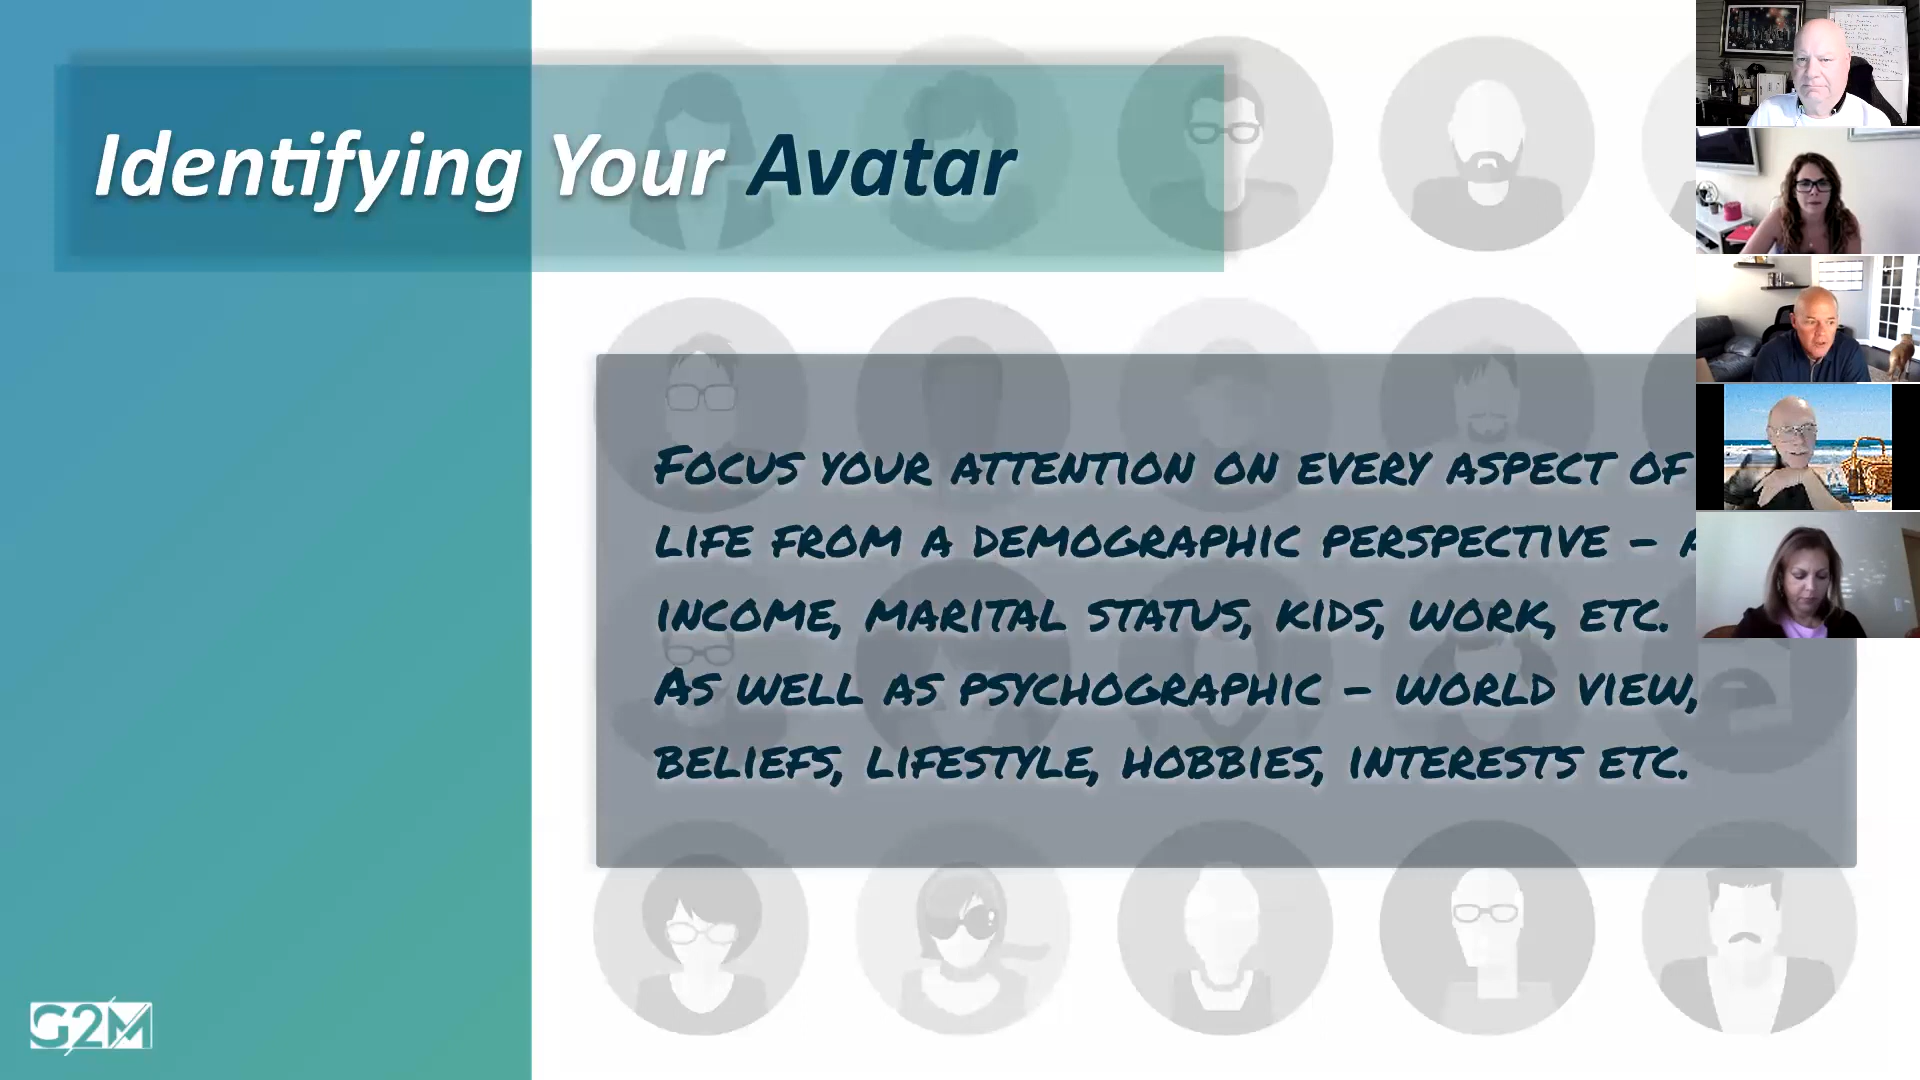 Identifying Your Avatar
Focus your attention on every aspect of
life from a demographic perspective –
income, marital status, kids, work, etc.
As well as psychographic – world view,
beliefs, lifestyle, hobbies, interests etc.
G2M